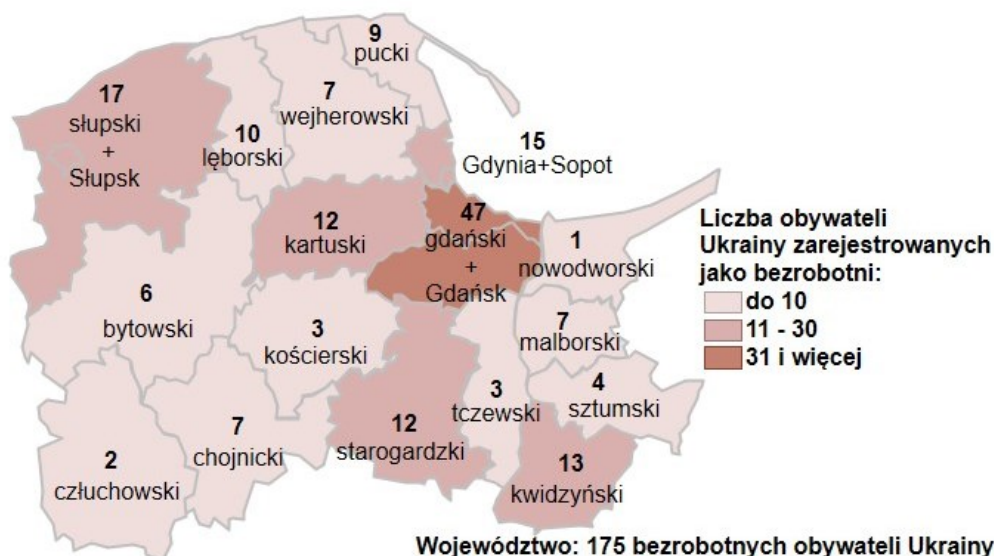 9
pucki
17
słupski
+
Słupsk
7
wejherowski
10
lęborski
15
Gdynia+Sopot
12
kartuski
47
gdański
+
Gdańsk
1
nowodworski
6
bytowski
3
kościerski
7
malborski
3
tczewski
4
sztumski
12
starogardzki
7
chojnicki
2
człuchowski
13
kwidzyński
Liczba obywateli
Ukrainy zarejestrowanych
jako bezrobotni:
do 10
11 - 30
31 i więcej
Województwo: 175 bezrobotnych obywateli Ukrainy